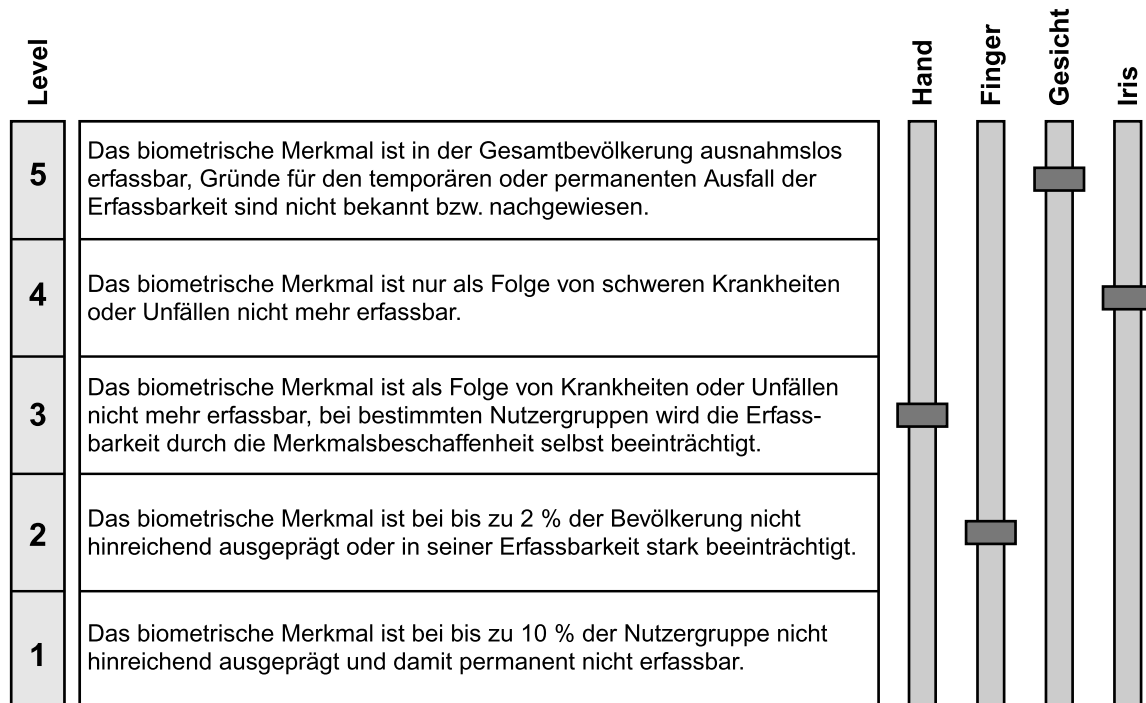 Level
Hand
Finger
Gesicht
Iris
5
Das biometrische Merkmal ist in der Gesamtbevölkerung ausnahmslos
erfassbar, Gründe für den temporären oder permanenten Ausfall der
Erfassbarkeit sind nicht bekannt bzw. nachgewiesen.
4
Das biometrische Merkmal ist nur als Folge von schweren Krankheiten
oder Unfällen nicht mehr erfassbar.
3
Das biometrische Merkmal ist als Folge von Krankheiten oder Unfällen
nicht mehr erfassbar, bei bestimmten Nutzergruppen wird die Erfass-
barkeit durch die Merkmalsbeschaffenheit selbst beeinträchtigt.
2
Das biometrische Merkmal ist bei bis zu 2 % der Bevölkerung nicht
hinreichend ausgeprägt oder in seiner Erfassbarkeit stark beeinträchtigt.
1
Das biometrische Merkmal ist bei bis zu 10 % der Nutzergruppe nicht
hinreichend ausgeprägt und damit permanent nicht erfassbar.